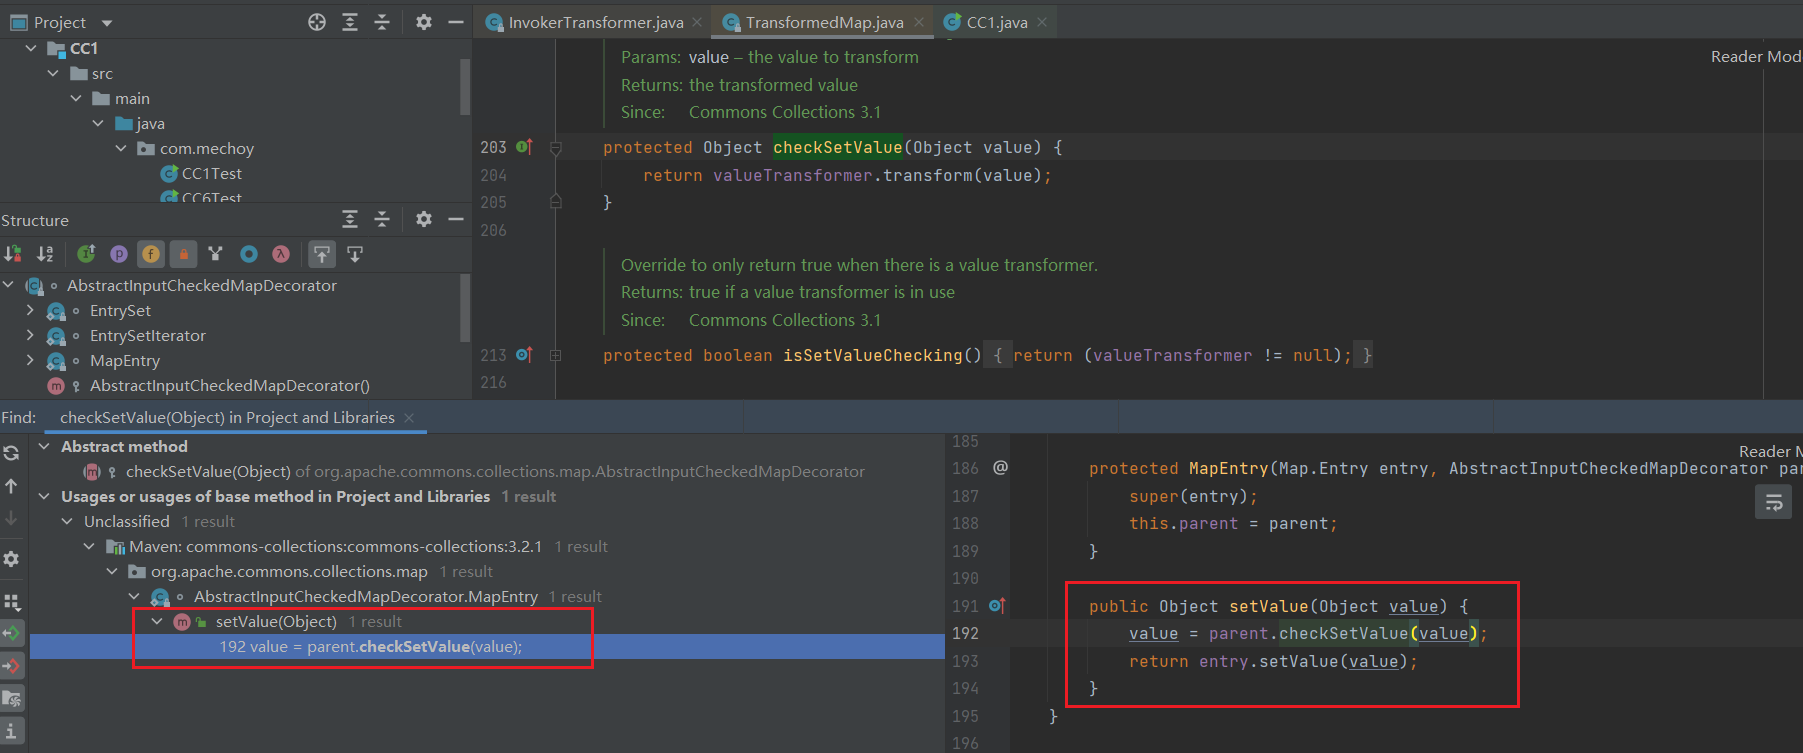 Project
InvokerTransformer.java
TransformedMap.java
CC1.java
CC1
src
main
java
com.mechoy
CC1Test
CC6Test
Structure
AbstractInputCheckedMapDecorator
EntrySet
EntrySetIterator
MapEntry
AbstractInputCheckedMapDecorator()
Reader Mod
Params: value – the value to transform
Returns: the transformed value
Since: Commons Collections 3.1
203 protected Object checkSetValue(Object value) {
204 return valueTransformer.transform(value);
205 }
206
Override to only return true when there is a value transformer.
Returns: true if a value transformer is in use
Since: Commons Collections 3.1
213 protected boolean isSetValueChecking() { return (valueTransformer != null); }
216
Find: checkSetValue(Object) in Project and Libraries
Abstract method
checkSetValue(Object) of org.apache.commons.collections.map.AbstractInputCheckedMapDecorator
Usages or usages of base method in Project and Libraries 1 result
Unclassified 1 result
Maven: commons-collections:commons-collections:3.2.1 1 result
org.apache.commons.collections.map 1 result
AbstractInputCheckedMapDecorator.MapEntry 1 result
setValue(Object) 1 result
192 value = parent.checkSetValue(value);
185
Reader M
186 @ protected MapEntry(Map.Entry entry, AbstractInputCheckedMapDecorator par
187 super(entry);
188 this.parent = parent;
189 }
190
191 public Object setValue(Object value) {
192 value = parent.checkSetValue(value);
193 return entry.setValue(value);
194 }
195 }
196